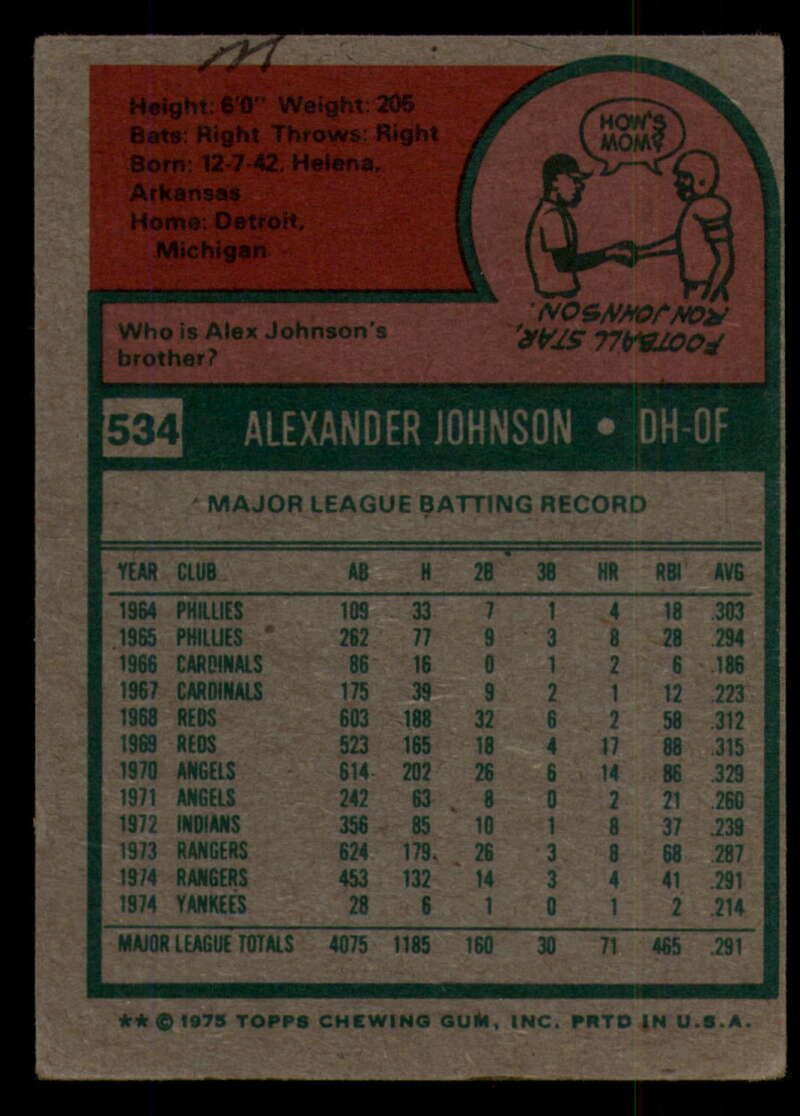 Height: 6'0" Weight: 205
Bats: Right Throws: Right
Born: 12-7-42, Helena,
Arkansas
Home: Detroit,
Michigan
HOW'S
MOM?
Who is Alex Johnson's
brother?
FOOTBALL STAR,
RON JOHNSON.
534 ALEXANDER JOHNSON • DH-OF
MAJOR LEAGUE BATTING RECORD
YEAR CLUB AB H 2B 3B HR RBI AVG
1964 PHILLIES 109 33 7 1 4 18 .303
1965 PHILLIES 262 77 9 3 8 28 .294
1966 CARDINALS 86 16 0 1 2 6 .186
1967 CARDINALS 175 39 9 2 1 12 .223
1968 REDS 603 188 32 6 2 58 .312
1969 REDS 523 165 18 4 17 88 .315
1970 ANGELS 614 202 26 6 14 86 .329
1971 ANGELS 242 63 8 0 2 21 .260
1972 INDIANS 356 85 10 1 8 37 .239
1973 RANGERS 624 179 26 3 8 68 .287
1974 RANGERS 453 132 14 3 4 41 .291
1974 YANKEES 28 6 1 0 1 2 .214
MAJOR LEAGUE TOTALS 4075 1185 160 30 71 465 .291
** © 1975 TOPPS CHEWING GUM, INC. PRTD IN U.S.A.